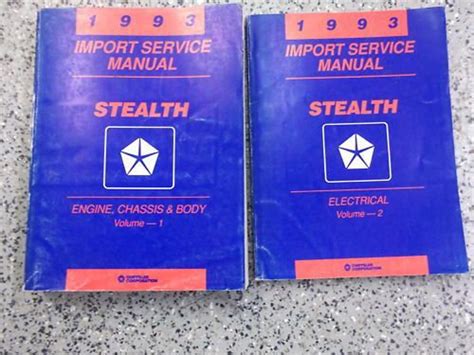 1993
IMPORT SERVICE
MANUAL
STEALTH
ENGINE, CHASSIS & BODY
Volume — 1
CHRYSLER
CORPORATION
1993
IMPORT SERVICE
MANUAL
STEALTH
ELECTRICAL
Volume — 2
CHRYSLER
CORPORATION